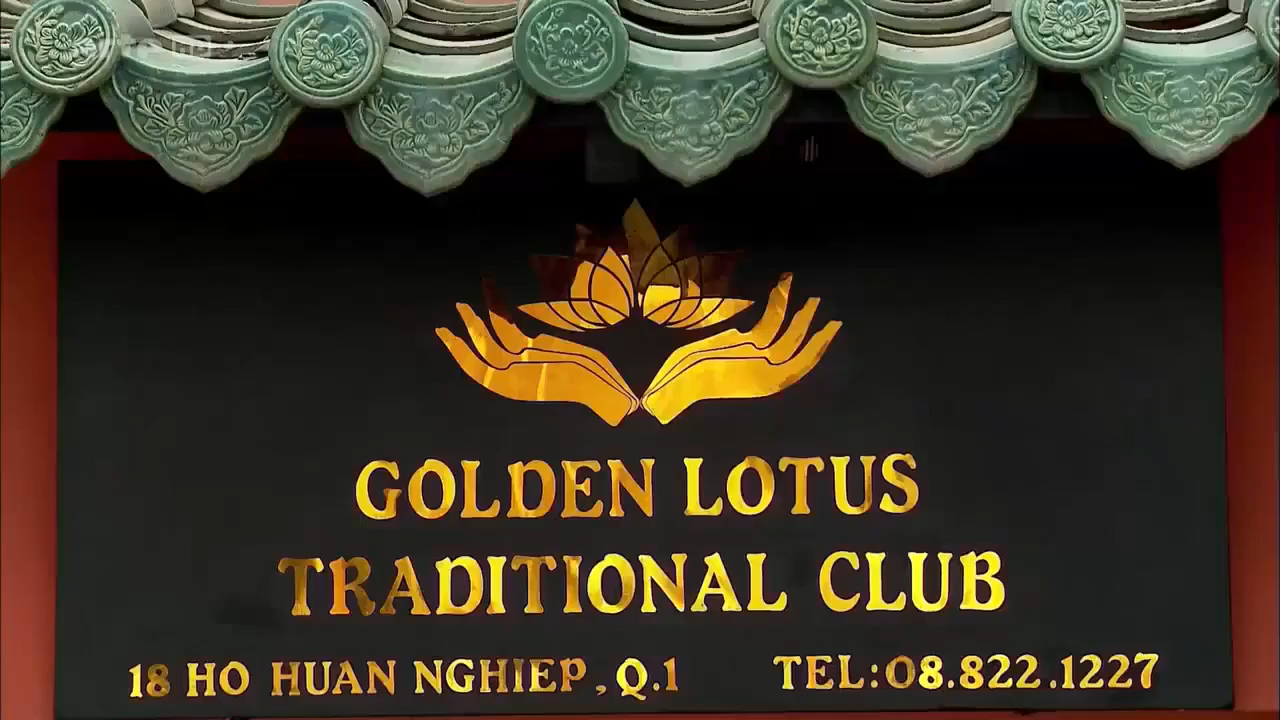 GOLDEN LOTUS
TRADITIONAL CLUB
18 HO HUAN NGHIEP, Q.1 TEL:08.822.1227